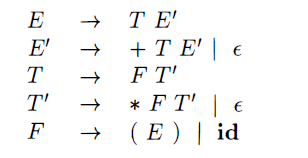 E → T E′
E′ → + T E′ | ϵ
T → F T′
T′ → * F T′ | ϵ
F → ( E ) | id